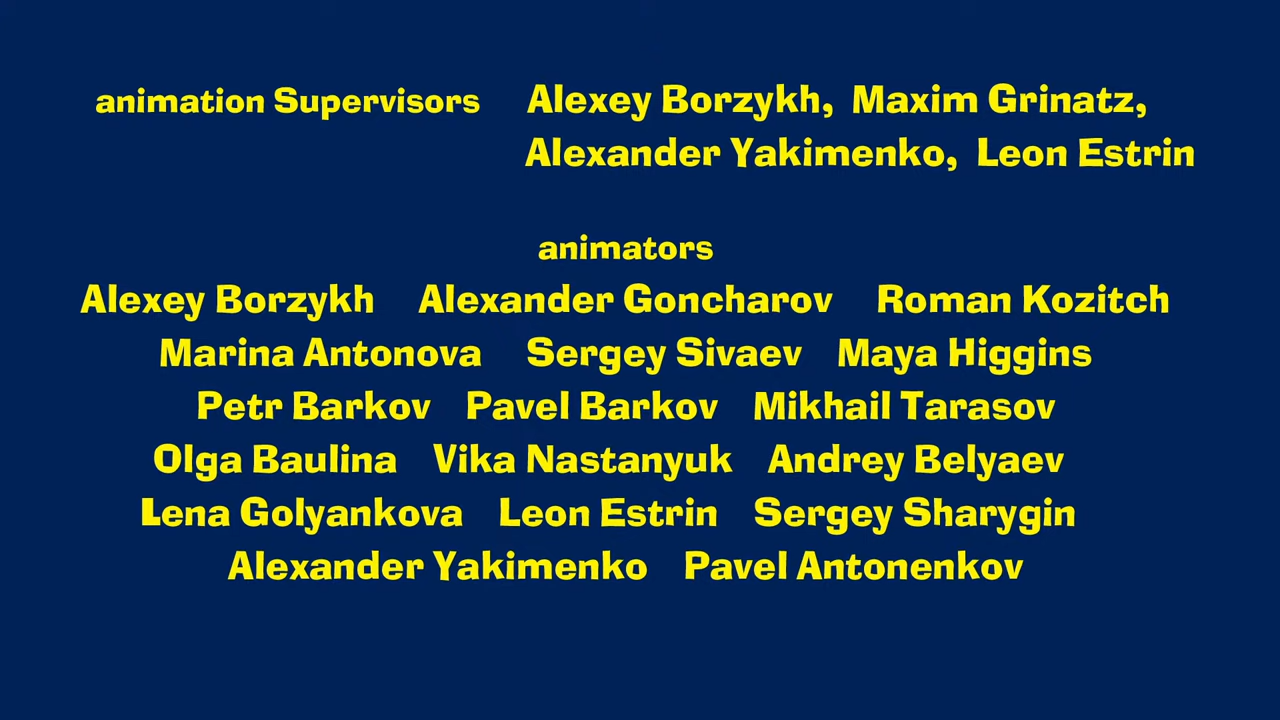 animation Supervisors Alexey Borzykh, Maxim Grinatz,
Alexander Yakimenko, Leon Estrin
animators
Alexey Borzykh Alexander Goncharov Roman Kozitch
Marina Antonova Sergey Sivaev Maya Higgins
Petr Barkov Pavel Barkov Mikhail Tarasov
Olga Baulina Vika Nastanyuk Andrey Belyaev
Lena Golyankova Leon Estrin Sergey Sharygin
Alexander Yakimenko Pavel Antonenkov